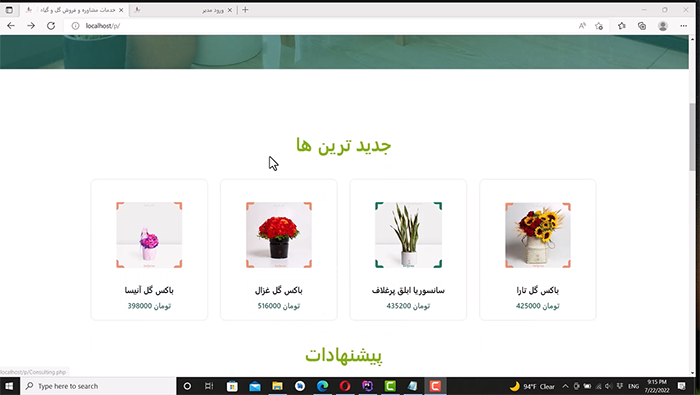 خدمات مشاوره و فروش گل و گیاه
ورود مدیر
localhost/p/
جدید ترین ها
باکس گل آنیسا
398000 تومان
باکس گل غزال
516000 تومان
سانسوریا ابلق پرغلاف
435200 تومان
باکس گل تارا
425000 تومان
پیشنهادات
localhost/p/Consulting.php
Type here to search
94°F Clear
ENG
9:15 PM
7/22/2022